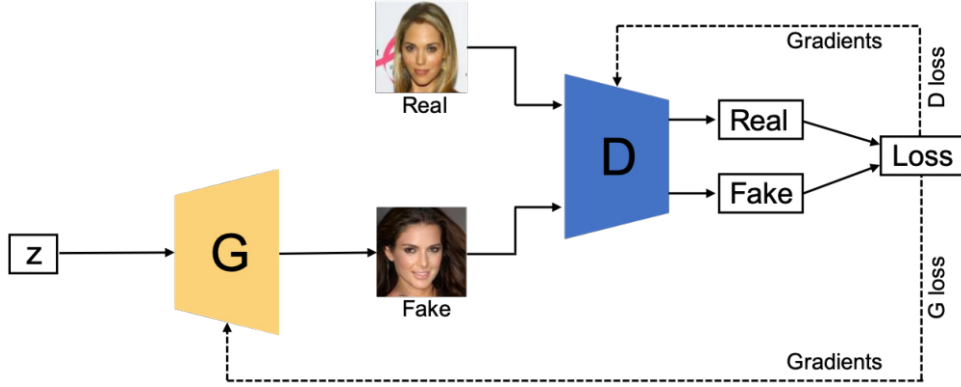 Gradients
D loss
Real
D
Real
Loss
Fake
z
G
Fake
G loss
Gradients